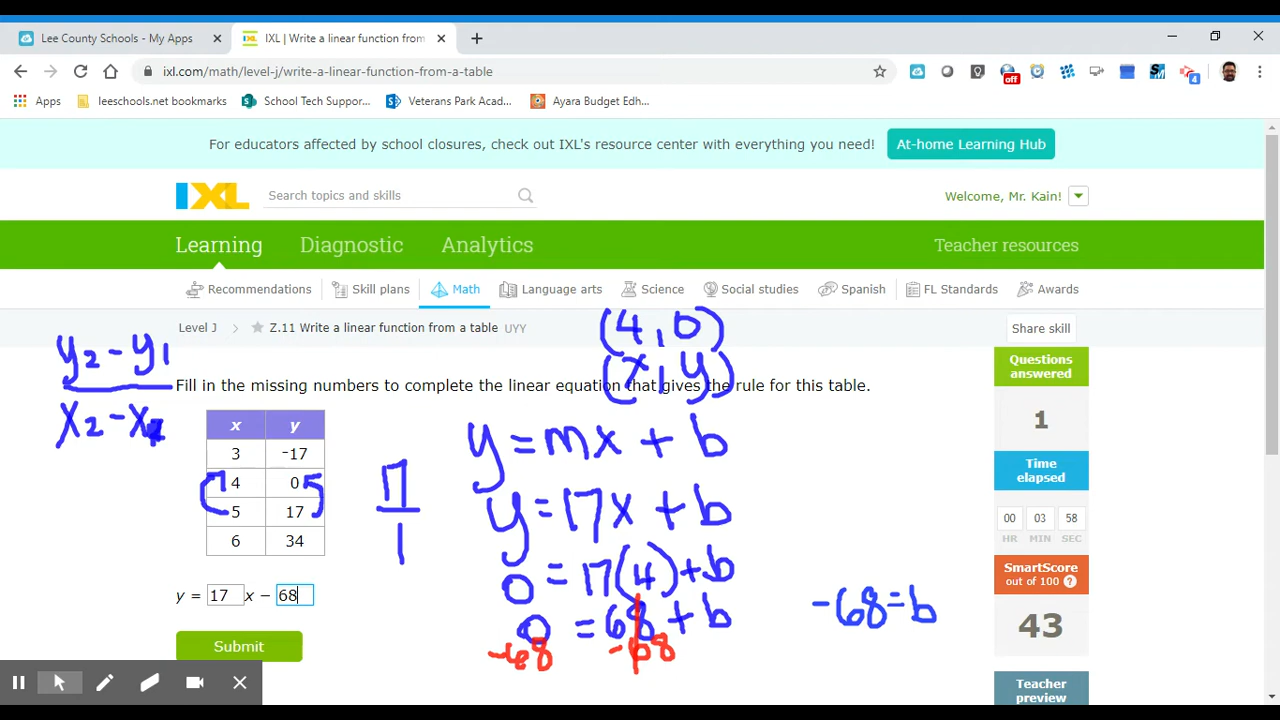 Lee County Schools - My Apps
IXL | Write a linear function from
ixl.com/math/level-j/write-a-linear-function-from-a-table
off
4
Apps
leeschools.net bookmarks
School Tech Suppor...
Veterans Park Acad...
Ayara Budget Edh...
For educators affected by school closures, check out IXL's resource center with everything you need!
At-home Learning Hub
IXL
Search topics and skills
Welcome, Mr. Kain!
Learning
Diagnostic
Analytics
Teacher resources
Recommendations
Skill plans
Math
Language arts
Science
Social studies
Spanish
FL Standards
Awards
Level J
Z.11 Write a linear function from a table UYY
Share skill
(4,0)
(x,y)
y2-y1
x2-x1
Fill in the missing numbers to complete the linear equation that gives the rule for this table.
x y
3 -17
4 0
5 17
6 34
17
1
y=mx+b
y=17x+b
0=17(4)+b
0=68+b
-68 -68
-68=b
y = 17 x − 68
Submit
Questions
answered
1
Time
elapsed
00 03 58
HR MIN SEC
SmartScore
out of 100 ?
43
Teacher
preview